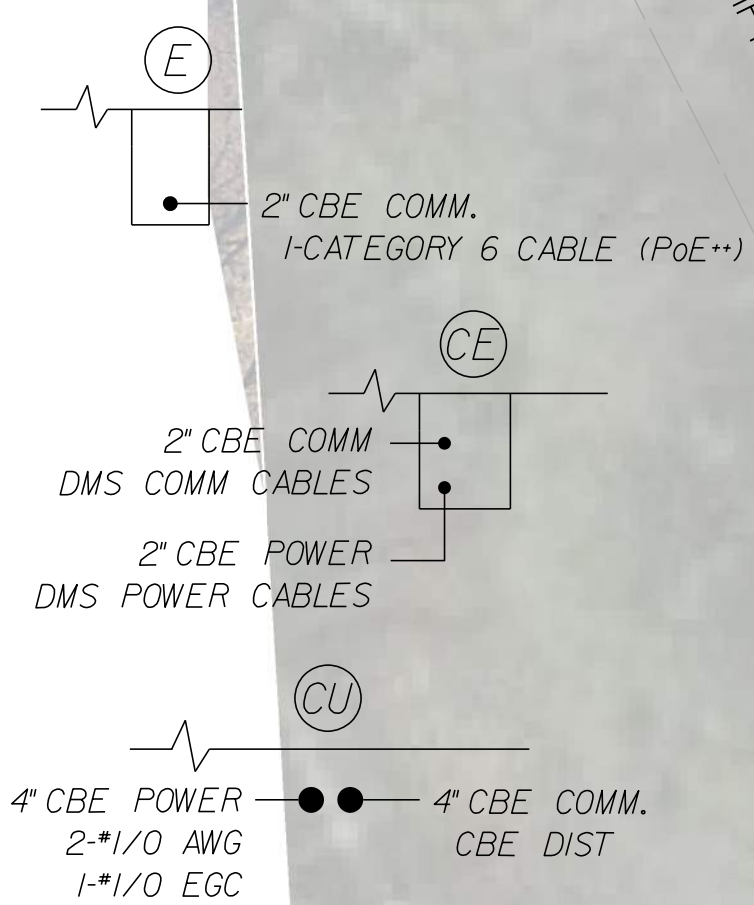 E
2" CBE COMM.
1-CATEGORY 6 CABLE (PoE++)
CE
2" CBE COMM
DMS COMM CABLES
2" CBE POWER
DMS POWER CABLES
CU
4" CBE POWER
2-#1/0 AWG
1-#1/0 EGC
4" CBE COMM.
CBE DIST